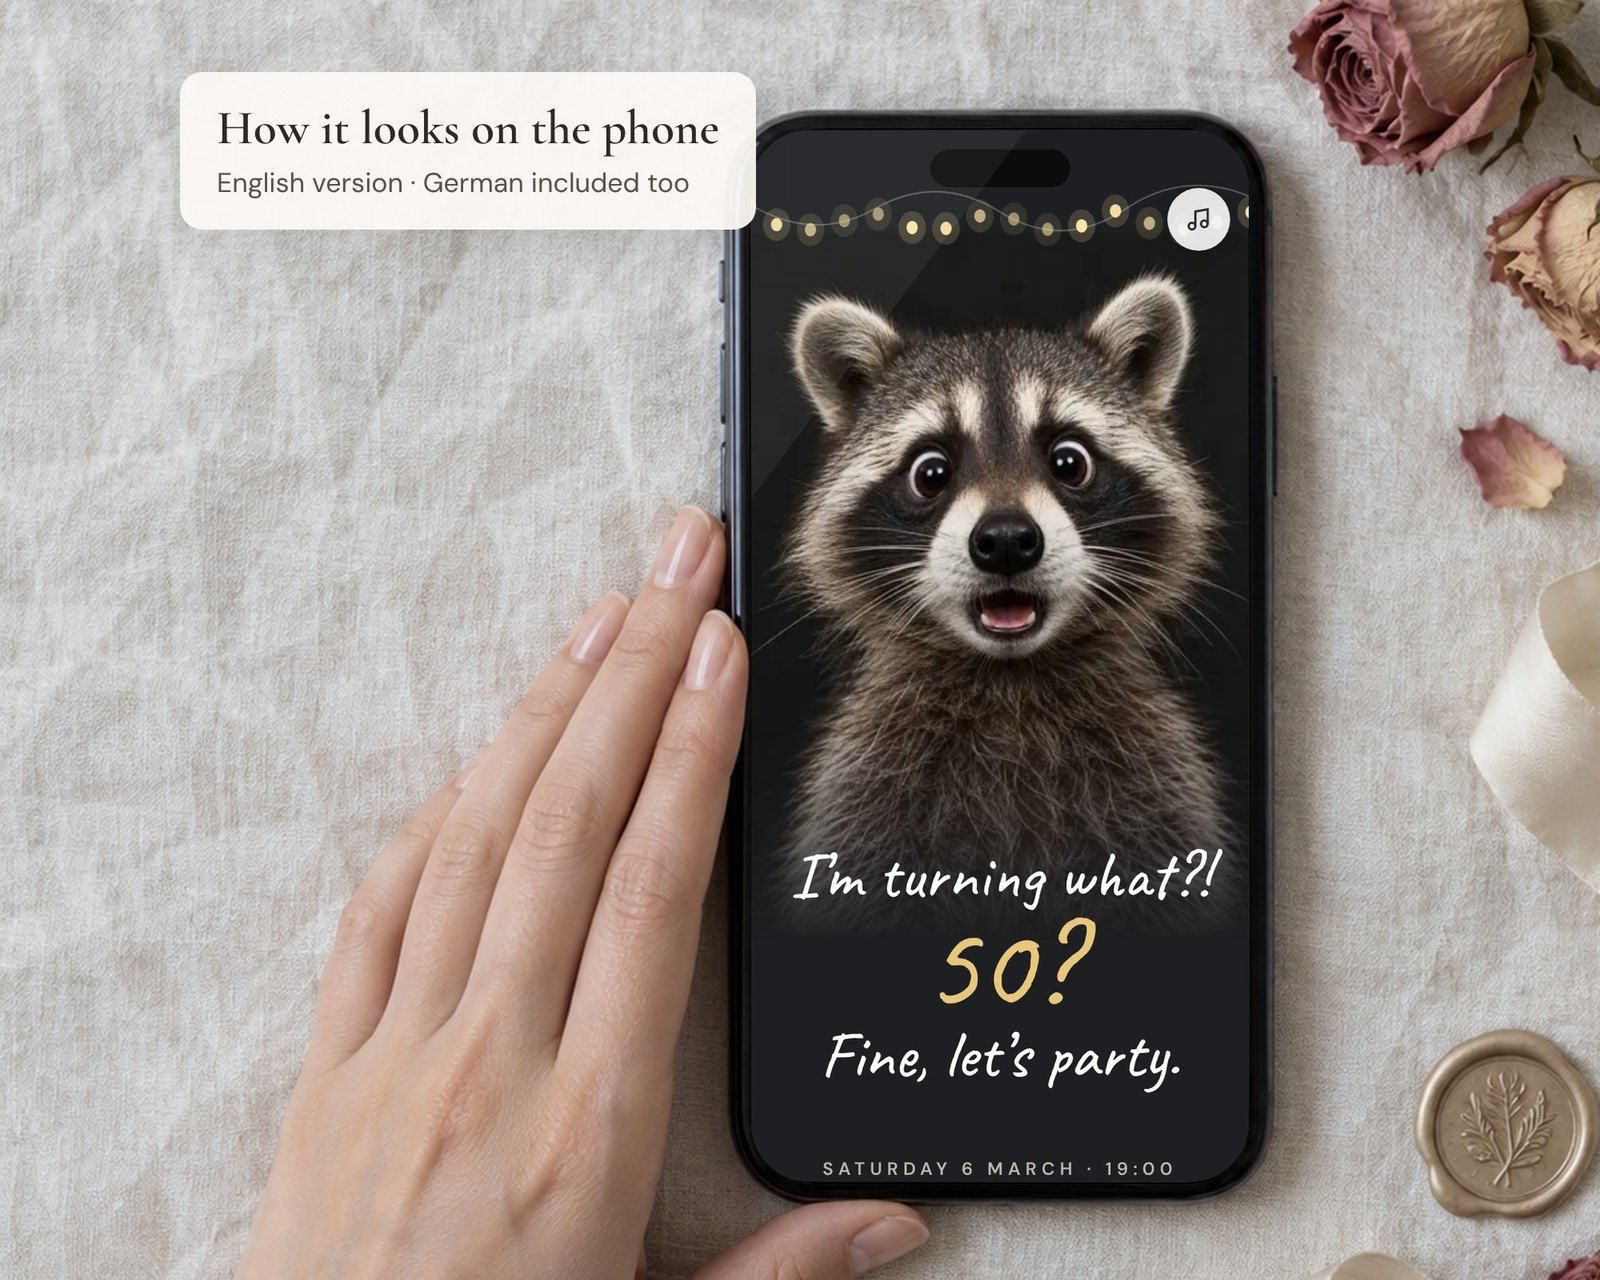 How it looks on the phone
English version · German included too
I'm turning what?!
50?
Fine, let's party.
SATURDAY 6 MARCH · 19:00